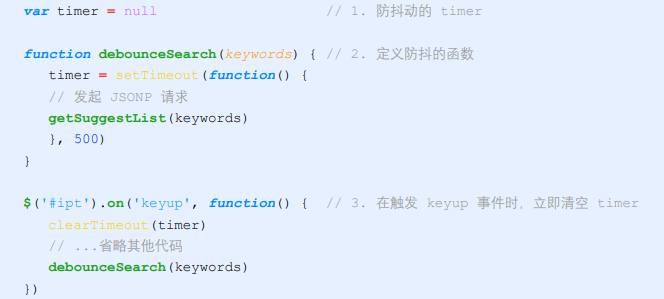 var timer = null // 1. 防抖动的 timer
function debounceSearch(keywords) { // 2. 定义防抖的函数
timer = setTimeout(function() {
// 发起 JSONP 请求
getSuggestList(keywords)
}, 500)
}
$('#ipt').on('keyup', function() { // 3. 在触发 keyup 事件时，立即清空 timer
clearTimeout(timer)
// ...省略其他代码
debounceSearch(keywords)
})